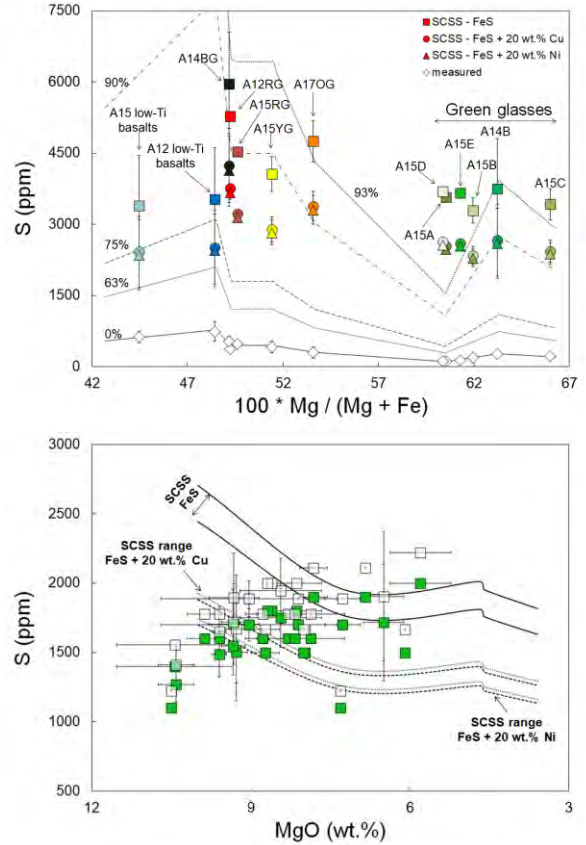 7500
6000
4500
3000
1500
0
S (ppm)
90%
75%
63%
0%
93%
SCSS - FeS
SCSS - FeS + 20 wt.% Cu
SCSS - FeS + 20 wt.% Ni
measured
A14BG
A12RG
A15RG
A17OG
A15YG
A15 low-Ti
basalts
A12 low-Ti
basalts
Green glasses
A15D
A15E
A14B
A15B
A15C
A15A
42
47
52
57
62
67
100 * Mg / (Mg + Fe)
3000
2500
2000
1500
1000
500
S (ppm)
SCSS
FeS
SCSS range
FeS + 20 wt.% Cu
SCSS range
FeS + 20 wt.% Ni
12
9
6
3
MgO (wt.%)